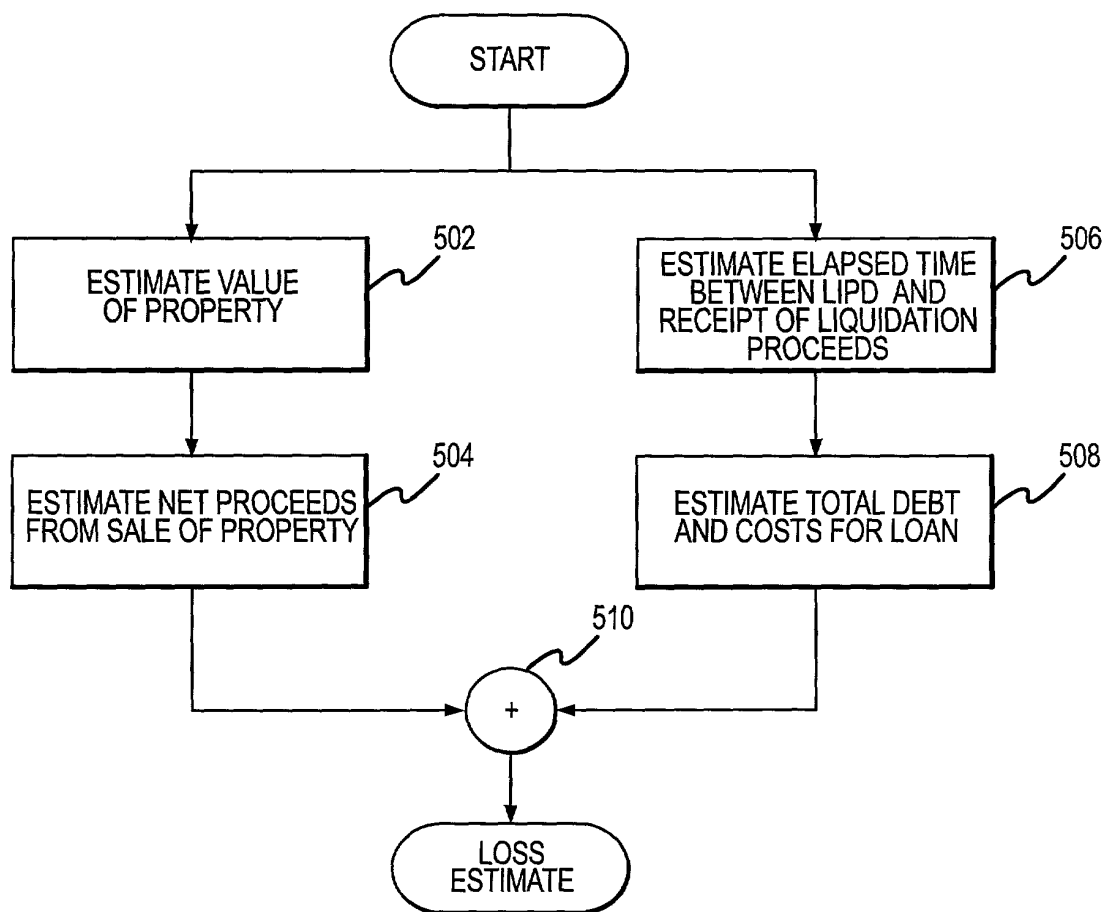 START
502
ESTIMATE VALUE
OF PROPERTY
506
ESTIMATE ELAPSED TIME
BETWEEN LIPD AND
RECEIPT OF LIQUIDATION
PROCEEDS
504
ESTIMATE NET PROCEEDS
FROM SALE OF PROPERTY
508
ESTIMATE TOTAL DEBT
AND COSTS FOR LOAN
510
+
LOSS
ESTIMATE